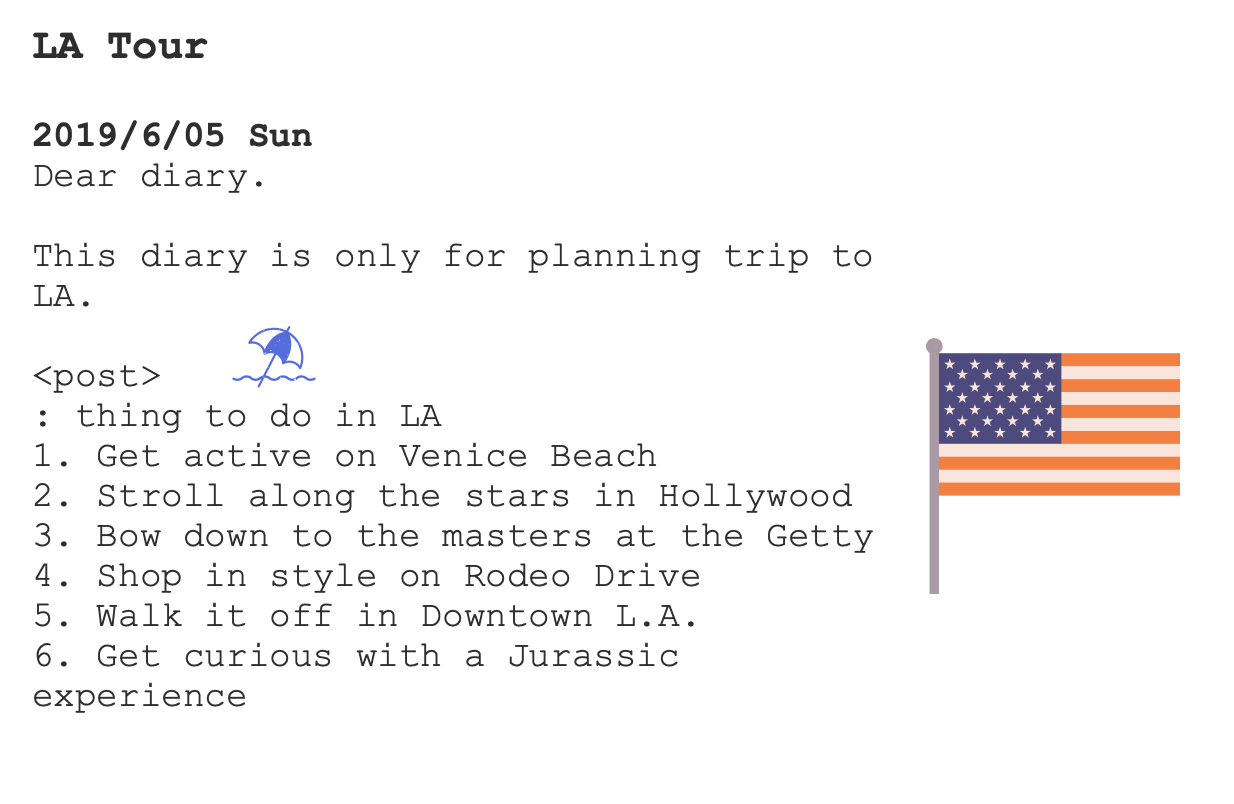 LA Tour
2019/6/05 Sun
Dear diary.
This diary is only for planning trip to
LA.
<post>
: thing to do in LA
1. Get active on Venice Beach
2. Stroll along the stars in Hollywood
3. Bow down to the masters at the Getty
4. Shop in style on Rodeo Drive
5. Walk it off in Downtown L.A.
6. Get curious with a Jurassic
experience